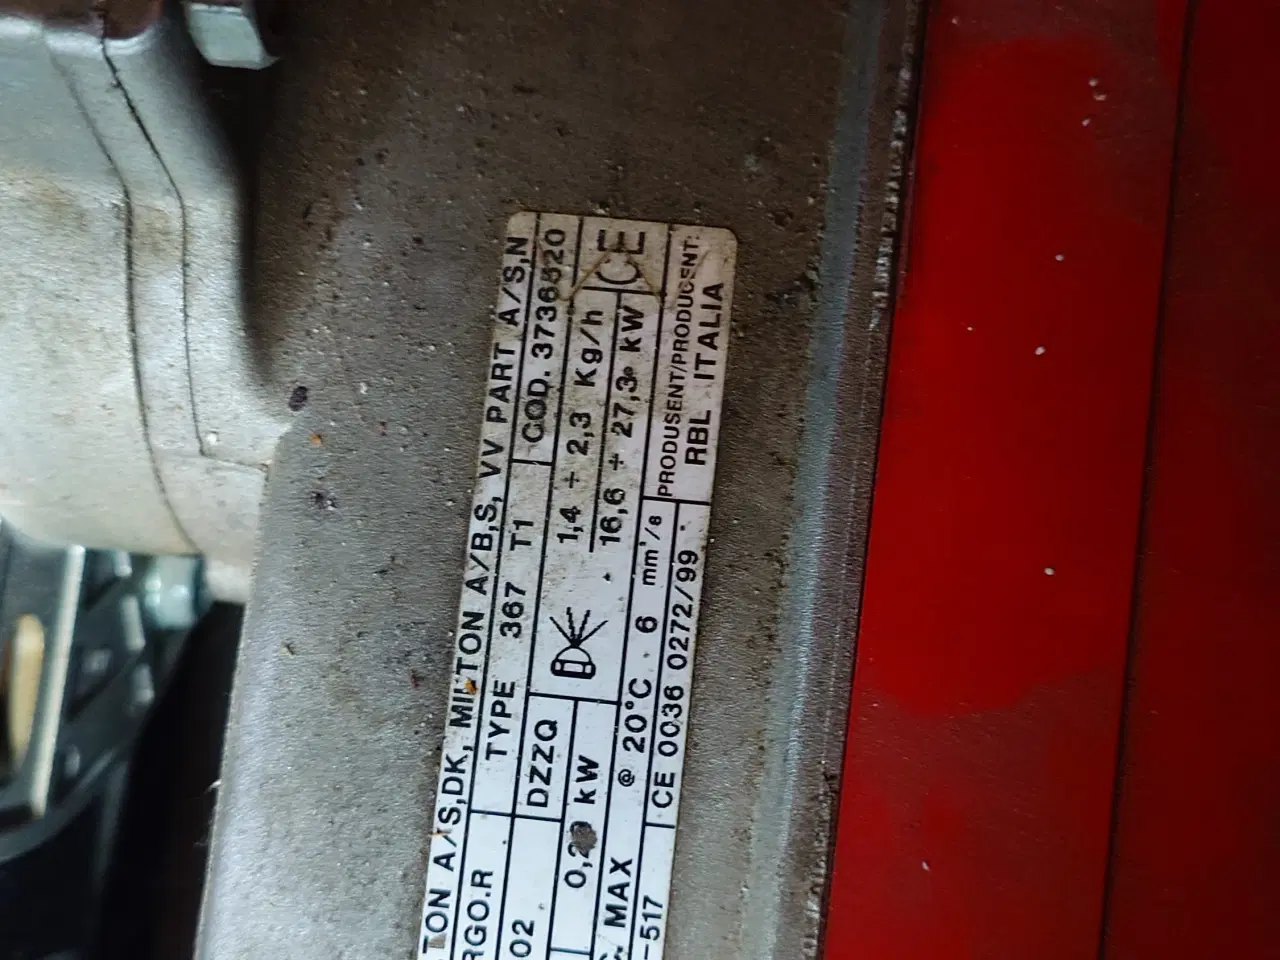 TON A/S,DK, MILTON A/B,S, VV PART A/S,N
RGO.R TYPE 367 T1 COD. 3736520
02 DZZQ 1,4 ÷ 2,3 Kg/h CE
kW 16,6 ÷ 27,3 kW
MAX @ 20°C 6 mm²/s PRODUSENT/PRODUCENT:
-517 CE 0036 0272/99 RBL ITALIA